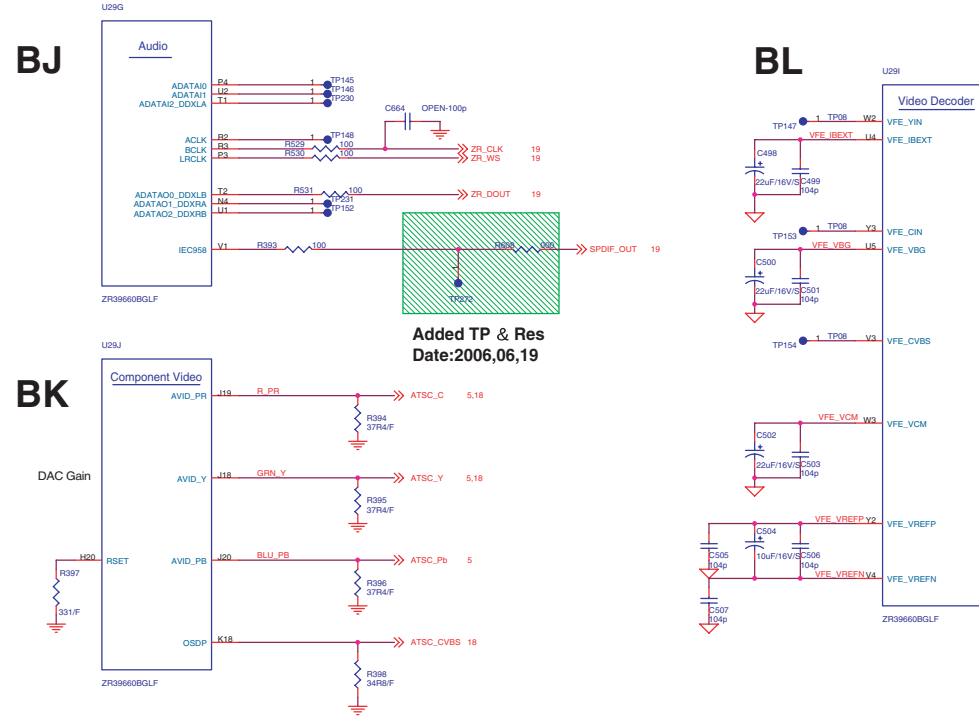 U29G
BJ
Audio
ADATAI0 P4 1 TP145
ADATAI1 U2 1 TP146
ADATAI2_DDXLA T1 1 TP230
C664 OPEN-100p
ACLK R2 1 TP148
BCLK R3 R529 100 ZR_CLK 19
LRCLK P3 R530 100 ZR_WS 19
ADATAO0_DDXLB T2 R531 100 ZR_DOUT 19
ADATAO1_DDXRA N4 1 TP231
ADATAO2_DDXRB U1 1 TP152
IEC958 V1 R393 100 R608 000 SPDIF_OUT 19
1
TP272
ZR39660BGLF
Added TP & Res
Date:2006,06,19
U29J
BK
Component Video
AVID_PR J19 R_PR ATSC_C 5,18
R394
37R4/F
DAC Gain
AVID_Y J18 GRN_Y ATSC_Y 5,18
R395
37R4/F
H20 RSET
R397
331/F
AVID_PB J20 BLU_PB ATSC_Pb 5
R396
37R4/F
OSDP K18 ATSC_CVBS 18
R398
34R8/F
ZR39660BGLF
BL
U29I
Video Decoder
TP147 1 TP08 W2 VFE_YIN
VFE_IBEXT U4 VFE_IBEXT
C498
22uF/16V/S
C499
104p
TP153 1 TP08 Y3 VFE_CIN
VFE_VBG U5 VFE_VBG
C500
22uF/16V/S
C501
104p
TP154 1 TP08 V3 VFE_CVBS
VFE_VCM W3 VFE_VCM
C502
22uF/16V/S
C503
104p
VFE_VREFP Y2 VFE_VREFP
C504
10uF/16V/S
C505
104p
C506
104p
VFE_VREFN V4 VFE_VREFN
C507
104p
ZR39660BGLF